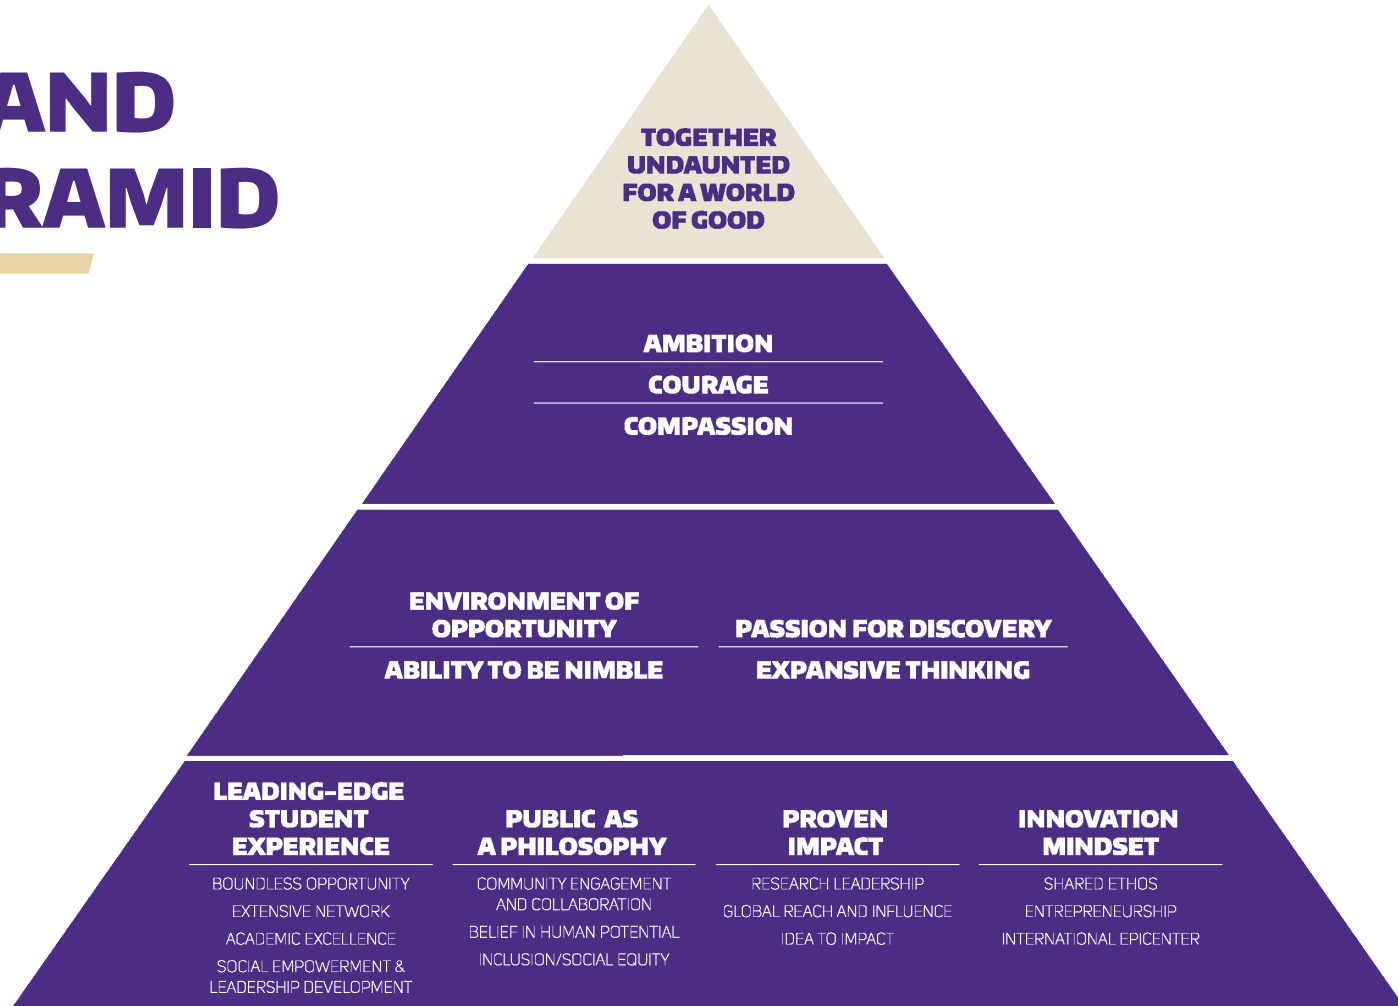 AND
RAMID
TOGETHER
UNDAUNTED
FOR A WORLD
OF GOOD
AMBITION
COURAGE
COMPASSION
ENVIRONMENT OF
OPPORTUNITY
ABILITY TO BE NIMBLE
PASSION FOR DISCOVERY
EXPANSIVE THINKING
LEADING-EDGE
STUDENT
EXPERIENCE
BOUNDLESS OPPORTUNITY
EXTENSIVE NETWORK
ACADEMIC EXCELLENCE
SOCIAL EMPOWERMENT &
LEADERSHIP DEVELOPMENT
PUBLIC AS
A PHILOSOPHY
COMMUNITY ENGAGEMENT
AND COLLABORATION
BELIEF IN HUMAN POTENTIAL
INCLUSION/SOCIAL EQUITY
PROVEN
IMPACT
RESEARCH LEADERSHIP
GLOBAL REACH AND INFLUENCE
IDEA TO IMPACT
INNOVATION
MINDSET
SHARED ETHOS
ENTREPRENEURSHIP
INTERNATIONAL EPICENTER